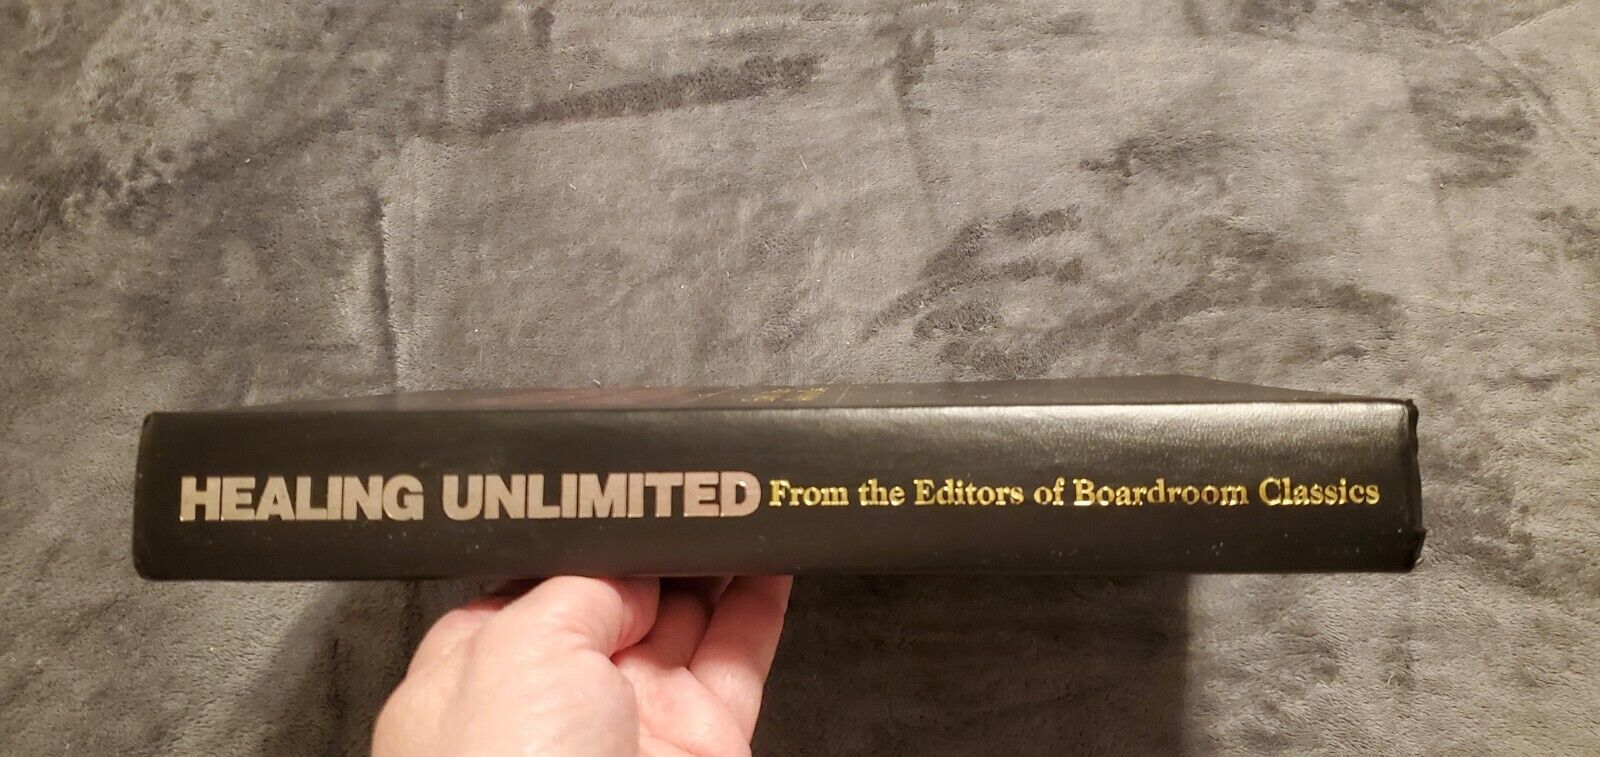 HEALING UNLIMITED From the Editors of Boardroom Classics